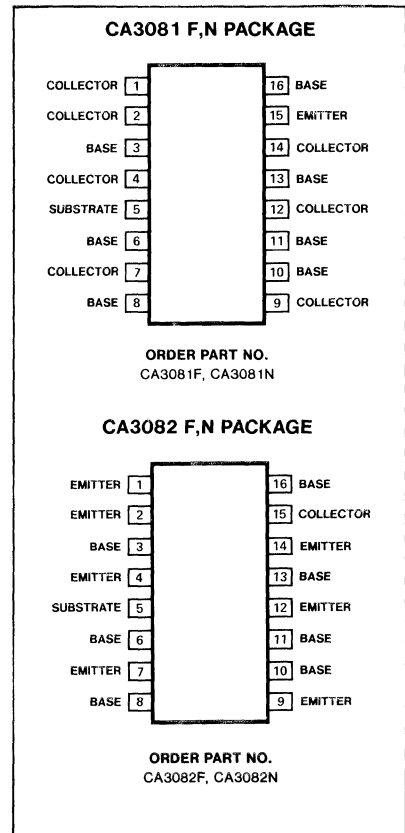 CA3081 F,N PACKAGE
COLLECTOR 1 16 BASE
COLLECTOR 2 15 EMITTER
BASE 3 14 COLLECTOR
COLLECTOR 4 13 BASE
SUBSTRATE 5 12 COLLECTOR
BASE 6 11 BASE
COLLECTOR 7 10 BASE
BASE 8 9 COLLECTOR
ORDER PART NO.
CA3081F, CA3081N
CA3082 F,N PACKAGE
EMITTER 1 16 BASE
EMITTER 2 15 COLLECTOR
BASE 3 14 EMITTER
EMITTER 4 13 BASE
SUBSTRATE 5 12 EMITTER
BASE 6 11 BASE
EMITTER 7 10 BASE
BASE 8 9 EMITTER
ORDER PART NO.
CA3082F, CA3082N